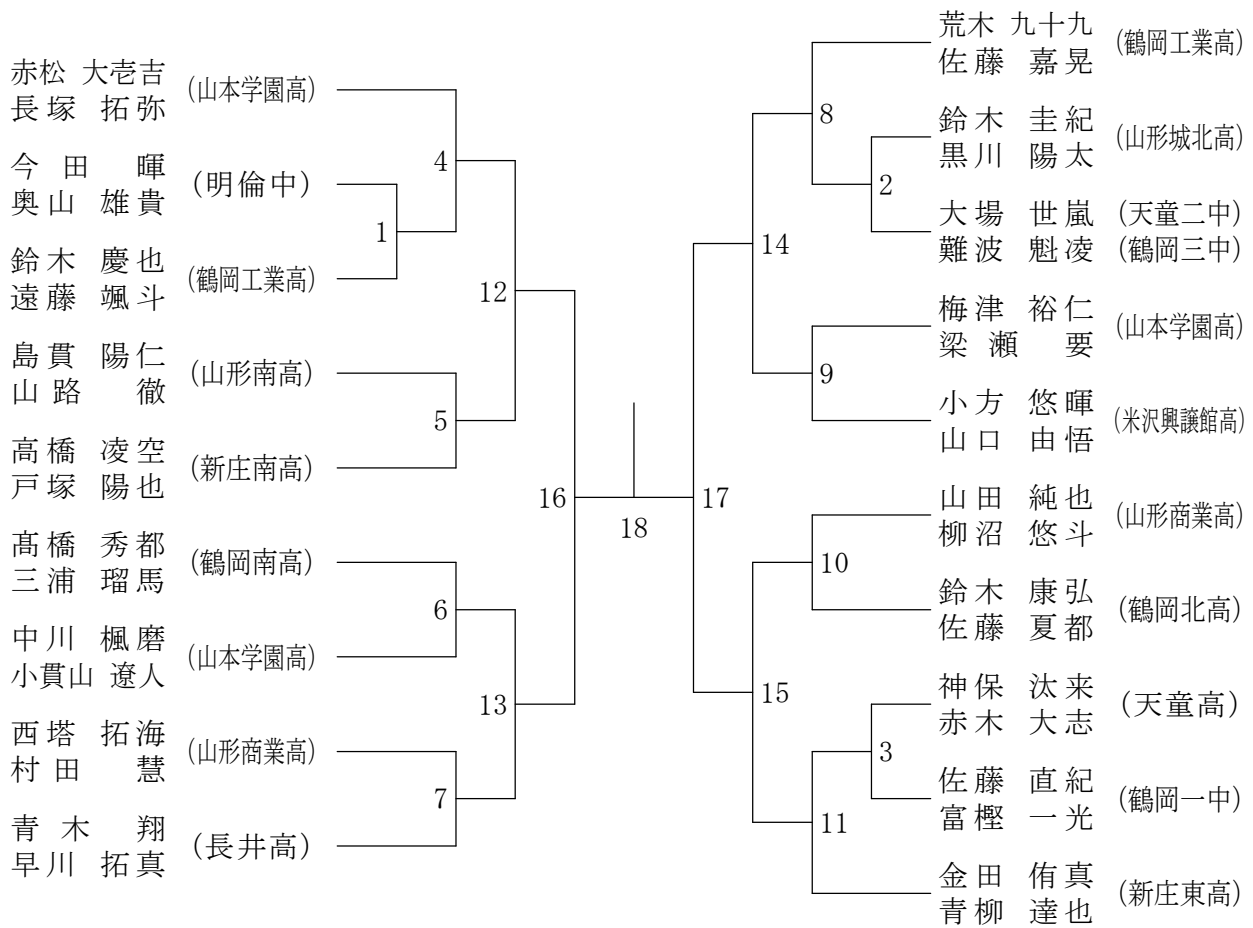 赤松 大壱吉
長塚 拓弥
(山本学園高)
今田 暉
奥山 雄貴
(明倫中)
鈴木 慶也
遠藤 颯斗
(鶴岡工業高)
島貫 陽仁
山路 徹
(山形南高)
高橋 凌空
戸塚 陽也
(新庄南高)
髙橋 秀都
三浦 瑠馬
(鶴岡南高)
中川 楓磨
小貫山 遼人
(山本学園高)
西塔 拓海
村田 慧
(山形商業高)
青木 翔
早川 拓真
(長井高)
1
4
5
6
7
12
13
16
18
17
14
15
8
2
9
10
3
11
荒木 九十九
佐藤 嘉晃
(鶴岡工業高)
鈴木 圭紀
黒川 陽太
(山形城北高)
大場 世嵐 (天童二中)
難波 魁凌 (鶴岡三中)
梅津 裕仁
梁瀬 要
(山本学園高)
小方 悠暉
山口 由悟
(米沢興譲館高)
山田 純也
柳沼 悠斗
(山形商業高)
鈴木 康弘
佐藤 夏都
(鶴岡北高)
神保 汰来
赤木 大志
(天童高)
佐藤 直紀
富樫 一光
(鶴岡一中)
金田 侑真
青柳 達也
(新庄東高)